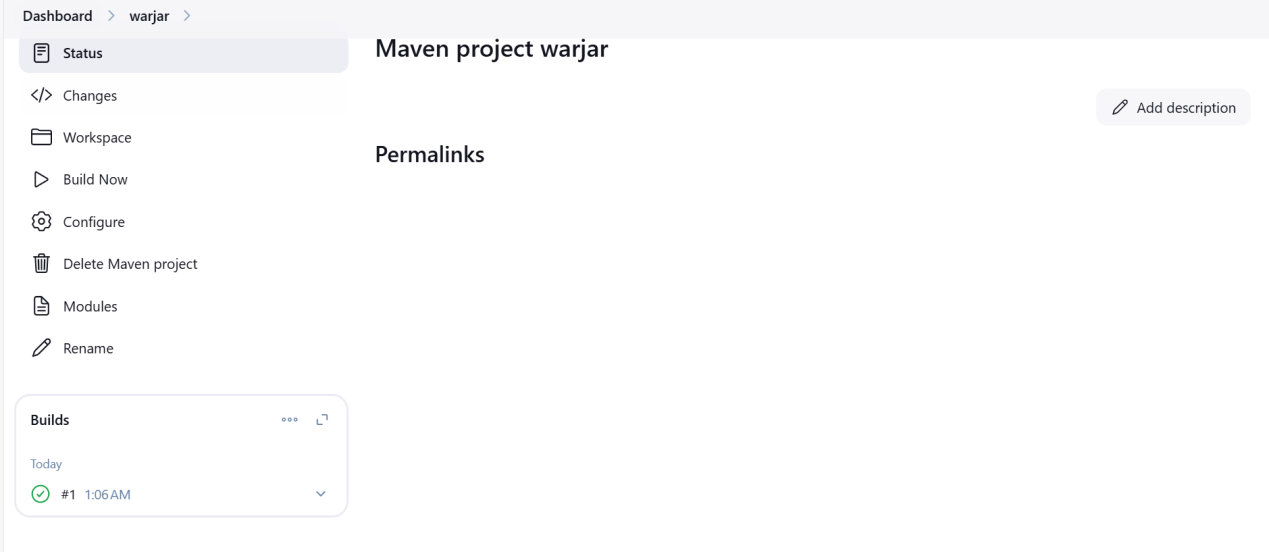 Dashboard > warjar >
Status
Changes
Workspace
Build Now
Configure
Delete Maven project
Modules
Rename
Builds
Today
#1 1:06 AM
Maven project warjar
Add description
Permalinks